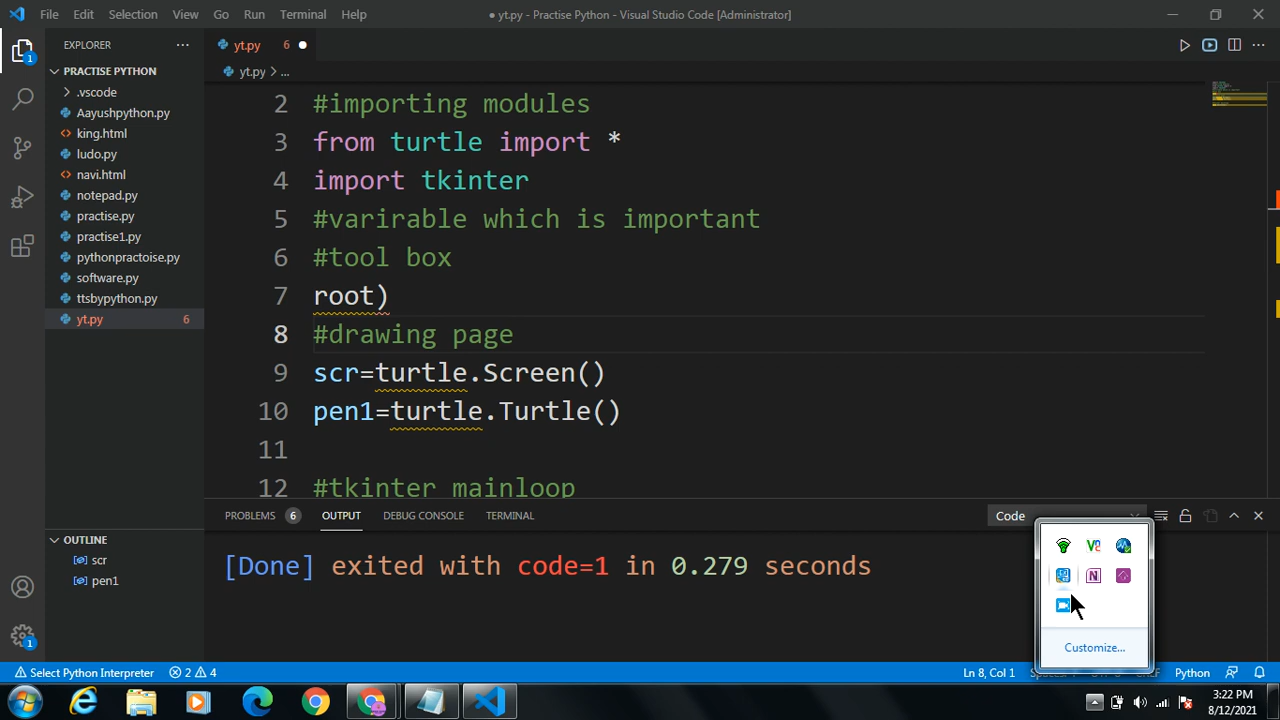 File Edit Selection View Go Run Terminal Help
● yt.py - Practise Python - Visual Studio Code [Administrator]
EXPLORER
yt.py 6
PRACTISE PYTHON
yt.py > ...
.vscode
Aayushpython.py
king.html
ludo.py
navi.html
notepad.py
practise.py
practise1.py
pythonpractoise.py
software.py
ttsbypython.py
yt.py 6
2 #importing modules
3 from turtle import *
4 import tkinter
5 #varirable which is important
6 #tool box
7 root)
8 #drawing page
9 scr=turtle.Screen()
10 pen1=turtle.Turtle()
11
12 #tkinter mainloop
PROBLEMS 6 OUTPUT DEBUG CONSOLE TERMINAL
Code
[Done] exited with code=1 in 0.279 seconds
OUTLINE
scr
pen1
1
1
Customize...
Select Python Interpreter 2 4
Ln 8, Col 1 Python
3:22 PM
8/12/2021